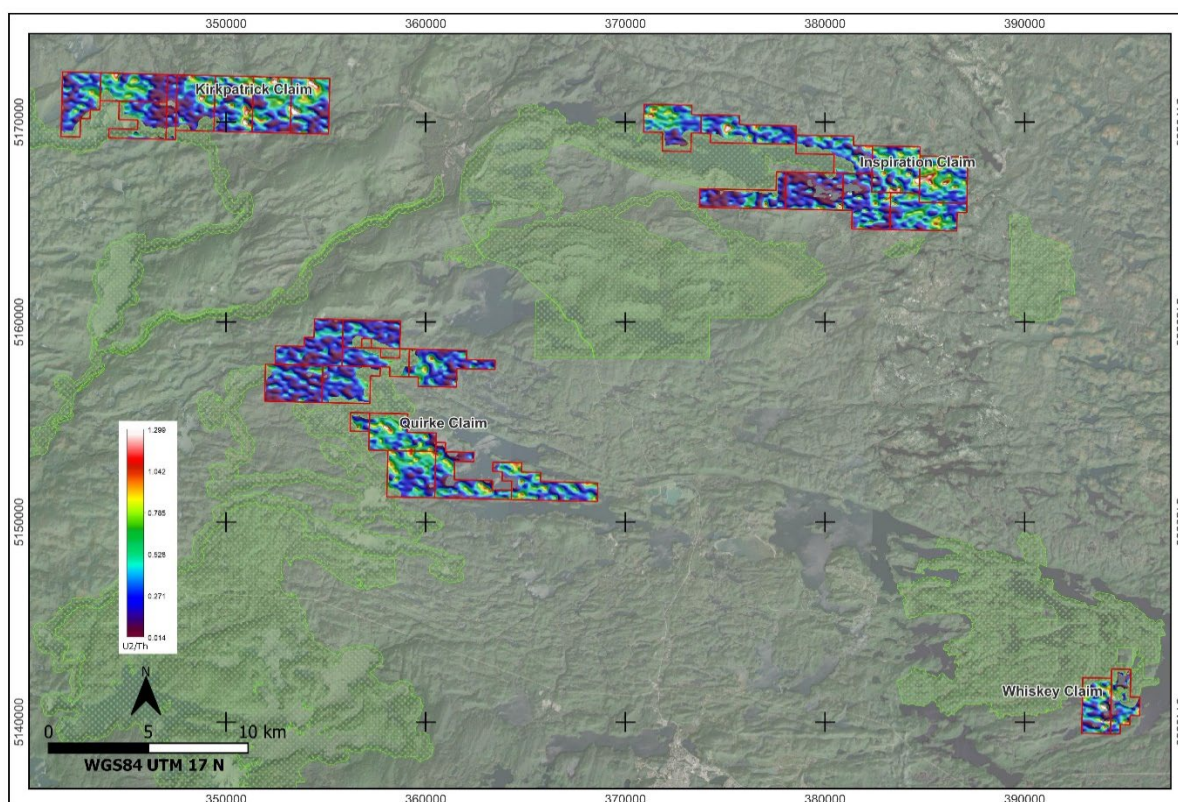 350000 360000 370000 380000 390000
Kirkpatrick Claim
5170000
Inspiration Claim
5160000
Quirke Claim
1.299
1.042
0.785
0.528
0.271
0.014
U2/Th
5150000
Whiskey Claim
N
5140000
0 5 10 km
WGS84 UTM 17 N
350000 360000 370000 380000 390000